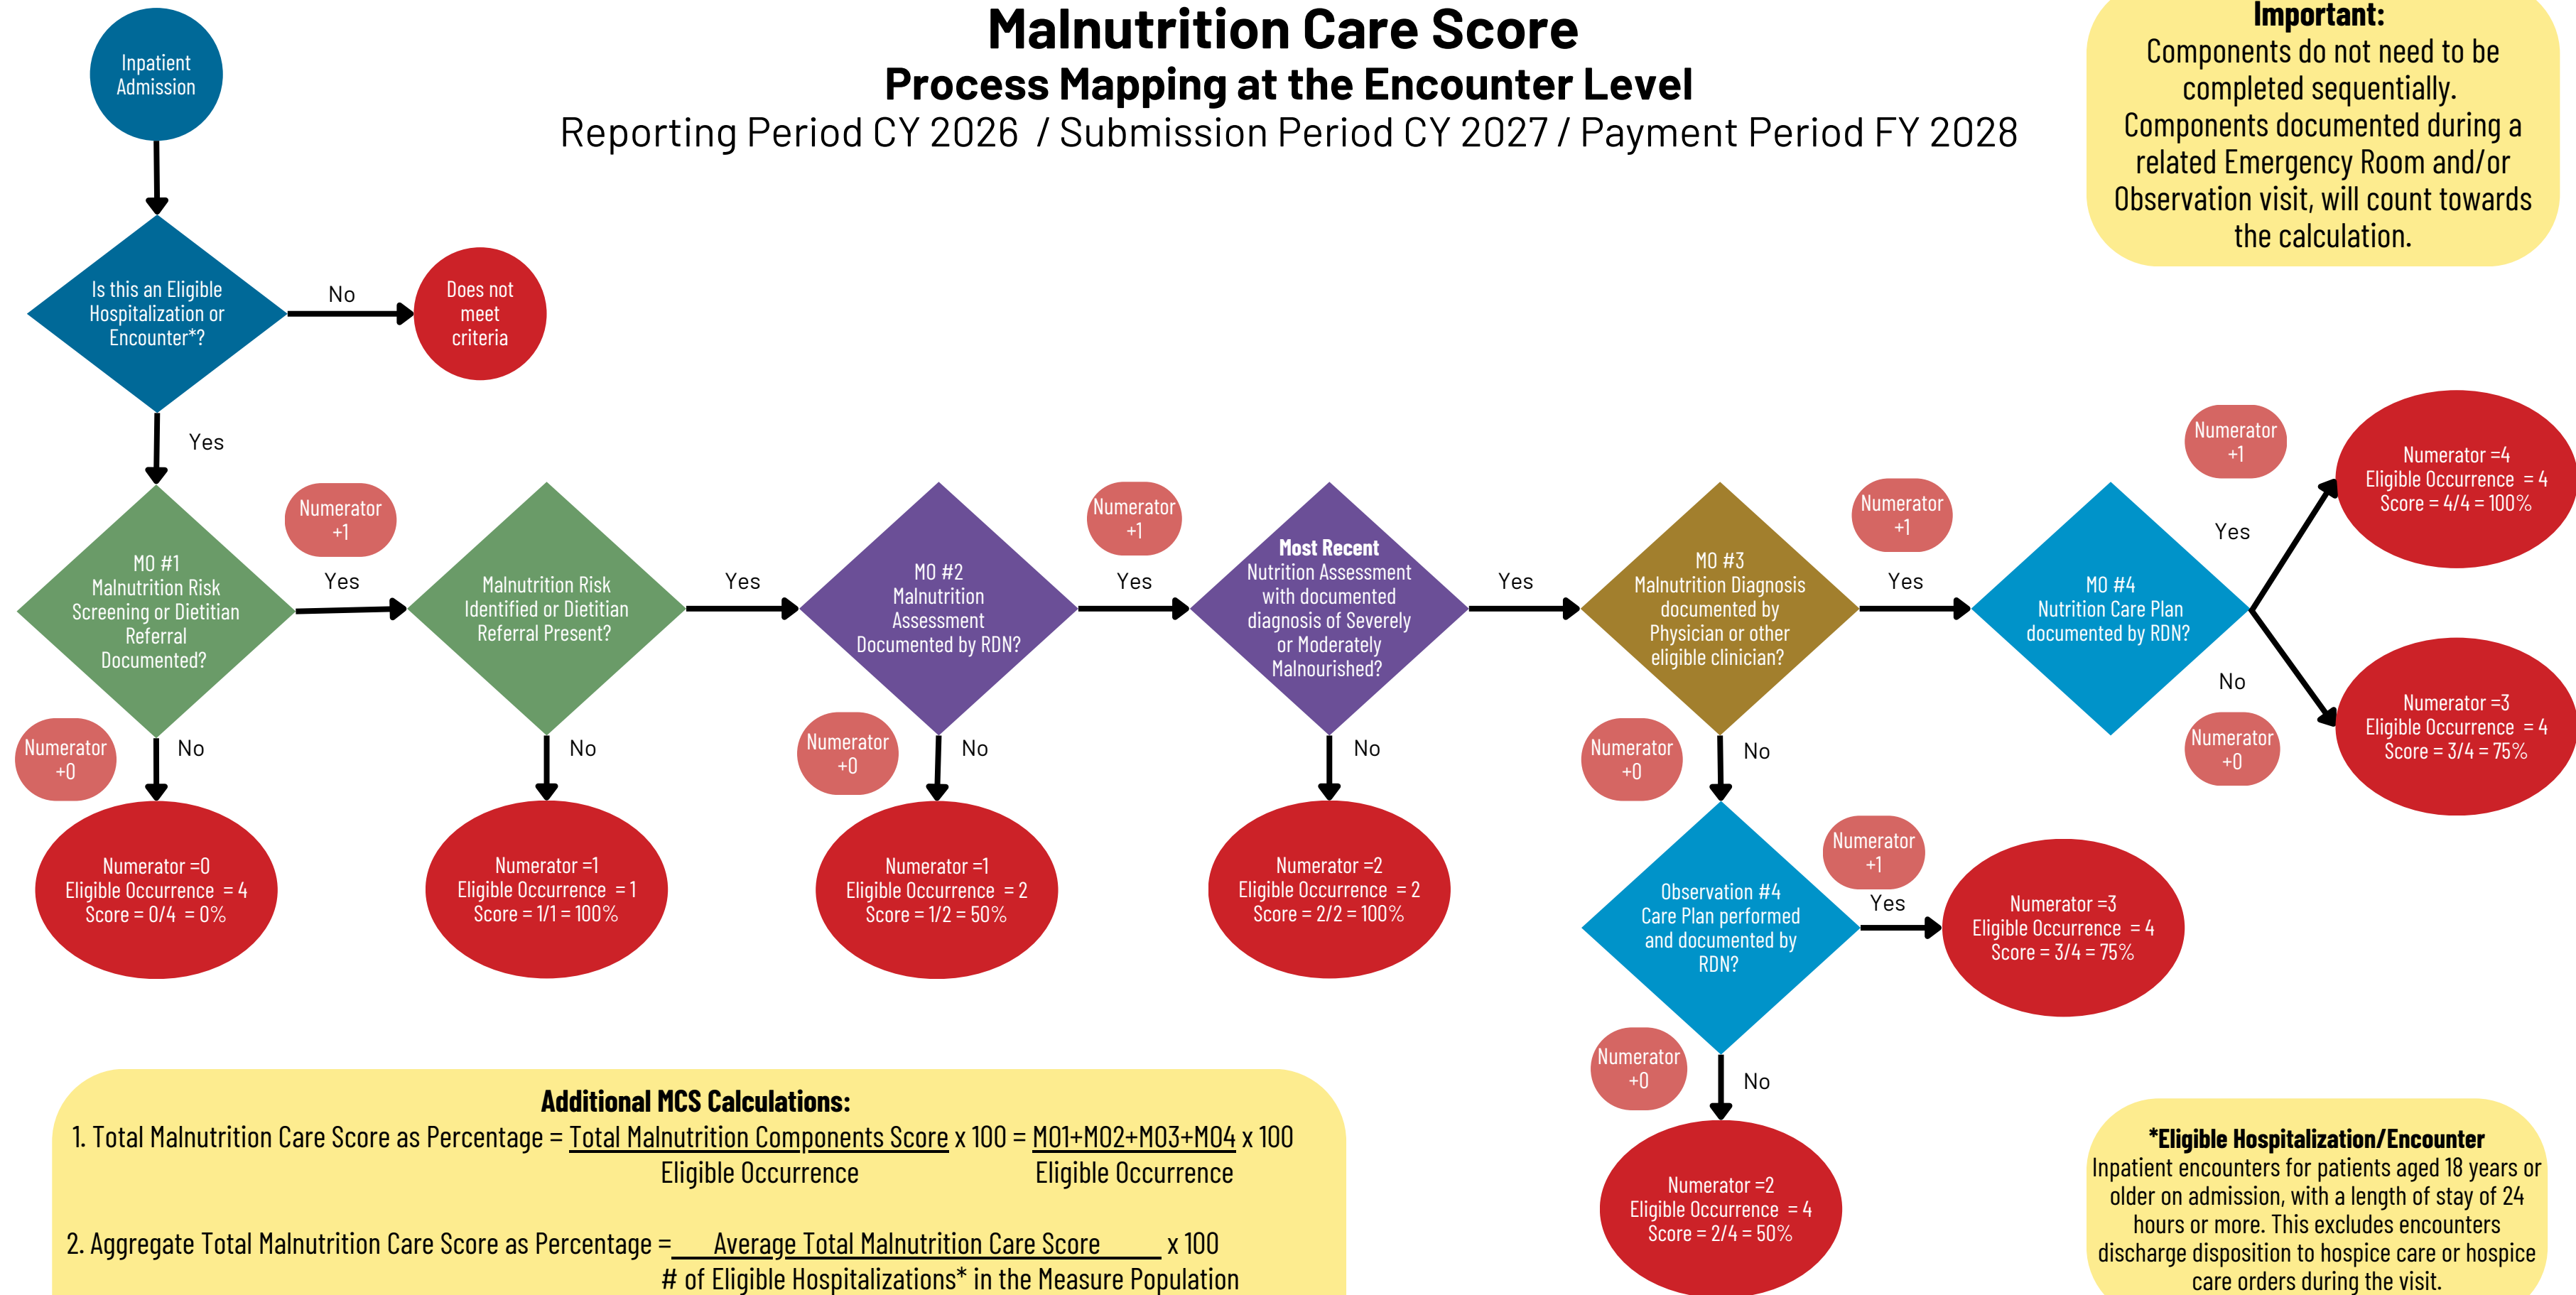 Malnutrition Care Score
Process Mapping at the Encounter Level
Reporting Period CY 2026 / Submission Period CY 2027 / Payment Period FY 2028
Important:
Components do not need to be
completed sequentially.
Components documented during a
related Emergency Room and/or
Observation visit, will count towards
the calculation.
Inpatient
Admission
Is this an Eligible
Hospitalization or
Encounter*?
No
Does not
meet
criteria
Yes
MO #1
Malnutrition Risk
Screening or Dietitian
Referral
Documented?
Numerator
+1
Yes
Numerator
+0
No
Numerator =0
Eligible Occurrence = 4
Score = 0/4 = 0%
Malnutrition Risk
Identified or Dietitian
Referral Present?
Yes
No
Numerator =1
Eligible Occurrence = 1
Score = 1/1 = 100%
MO #2
Malnutrition
Assessment
Documented by RDN?
Numerator
+1
Yes
Numerator
+0
No
Numerator =1
Eligible Occurrence = 2
Score = 1/2 = 50%
Most Recent
Nutrition Assessment
with documented
diagnosis of Severely
or Moderately
Malnourished?
Yes
No
Numerator =2
Eligible Occurrence = 2
Score = 2/2 = 100%
MO #3
Malnutrition Diagnosis
documented by
Physician or other
eligible clinician?
Numerator
+1
Yes
Numerator
+0
No
MO #4
Nutrition Care Plan
documented by RDN?
Numerator
+1
Yes
Numerator =4
Eligible Occurrence = 4
Score = 4/4 = 100%
No
Numerator
+0
Numerator =3
Eligible Occurrence = 4
Score = 3/4 = 75%
Observation #4
Care Plan performed
and documented by
RDN?
Numerator
+1
Yes
Numerator =3
Eligible Occurrence = 4
Score = 3/4 = 75%
Numerator
+0
No
Numerator =2
Eligible Occurrence = 4
Score = 2/4 = 50%
Additional MCS Calculations:
1. Total Malnutrition Care Score as Percentage = Total Malnutrition Components Score x 100 = MO1+MO2+MO3+MO4 x 100
Eligible Occurrence Eligible Occurrence
2. Aggregate Total Malnutrition Care Score as Percentage = Average Total Malnutrition Care Score x 100
# of Eligible Hospitalizations* in the Measure Population
*Eligible Hospitalization/Encounter
Inpatient encounters for patients aged 18 years or
older on admission, with a length of stay of 24
hours or more. This excludes encounters
discharge disposition to hospice care or hospice
care orders during the visit.